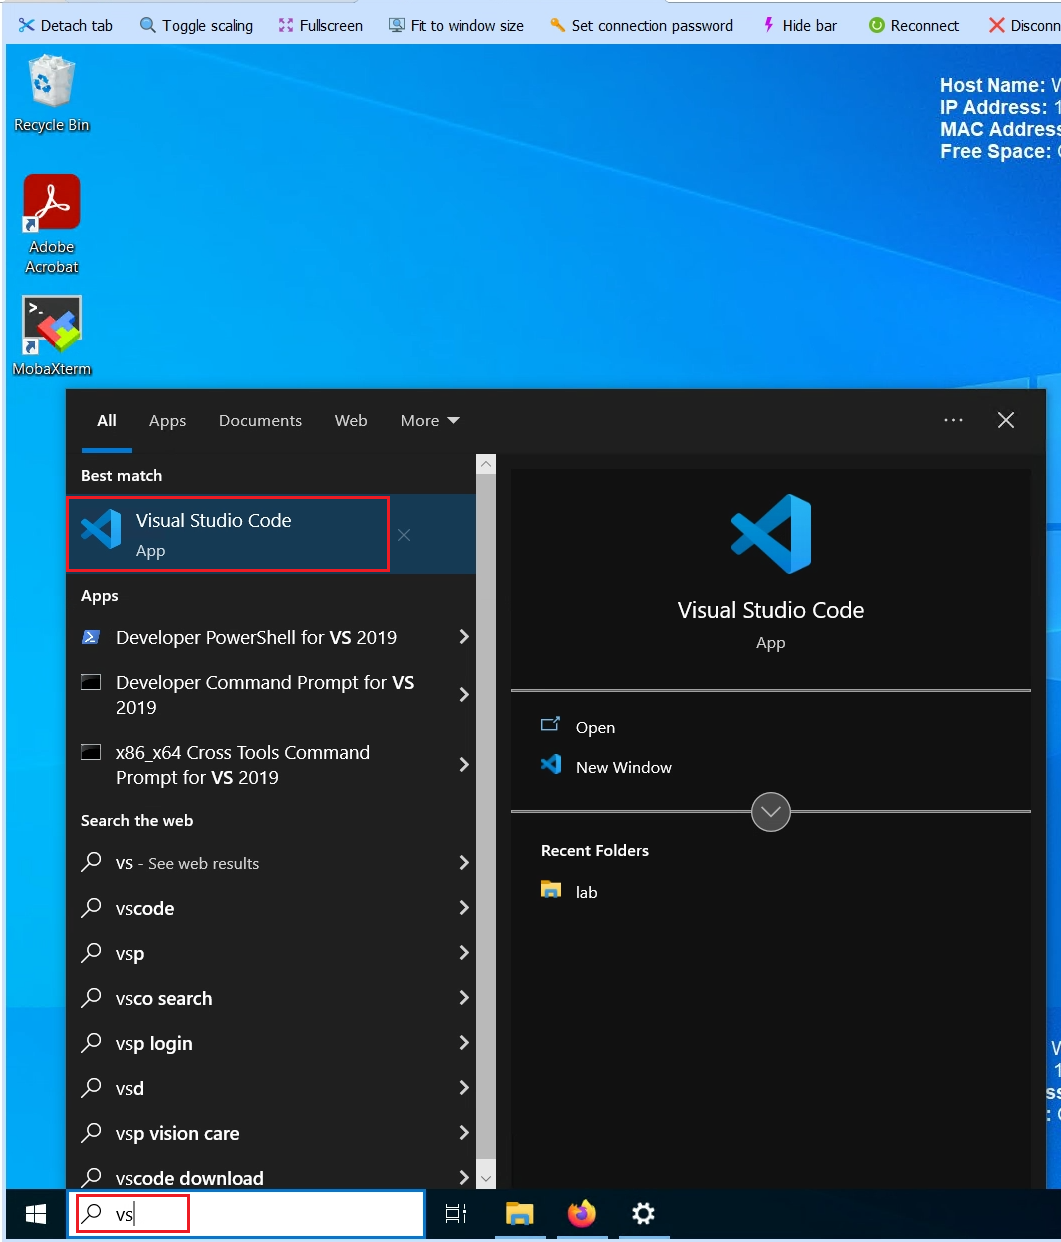 Detach tab Toggle scaling Fullscreen Fit to window size Set connection password Hide bar Reconnect
Recycle Bin
Host Name:
IP Address:
MAC Address
Free Space:
Adobe
Acrobat
MobaXterm
All Apps Documents Web More
Best match
Visual Studio Code
App
Apps
Developer PowerShell for VS 2019
Developer Command Prompt for VS
2019
x86_x64 Cross Tools Command
Prompt for VS 2019
Search the web
vs - See web results
vscode
vsp
vsco search
vsp login
vsd
vsp vision care
vscode download
Visual Studio Code
App
Open
New Window
Recent Folders
lab
vs